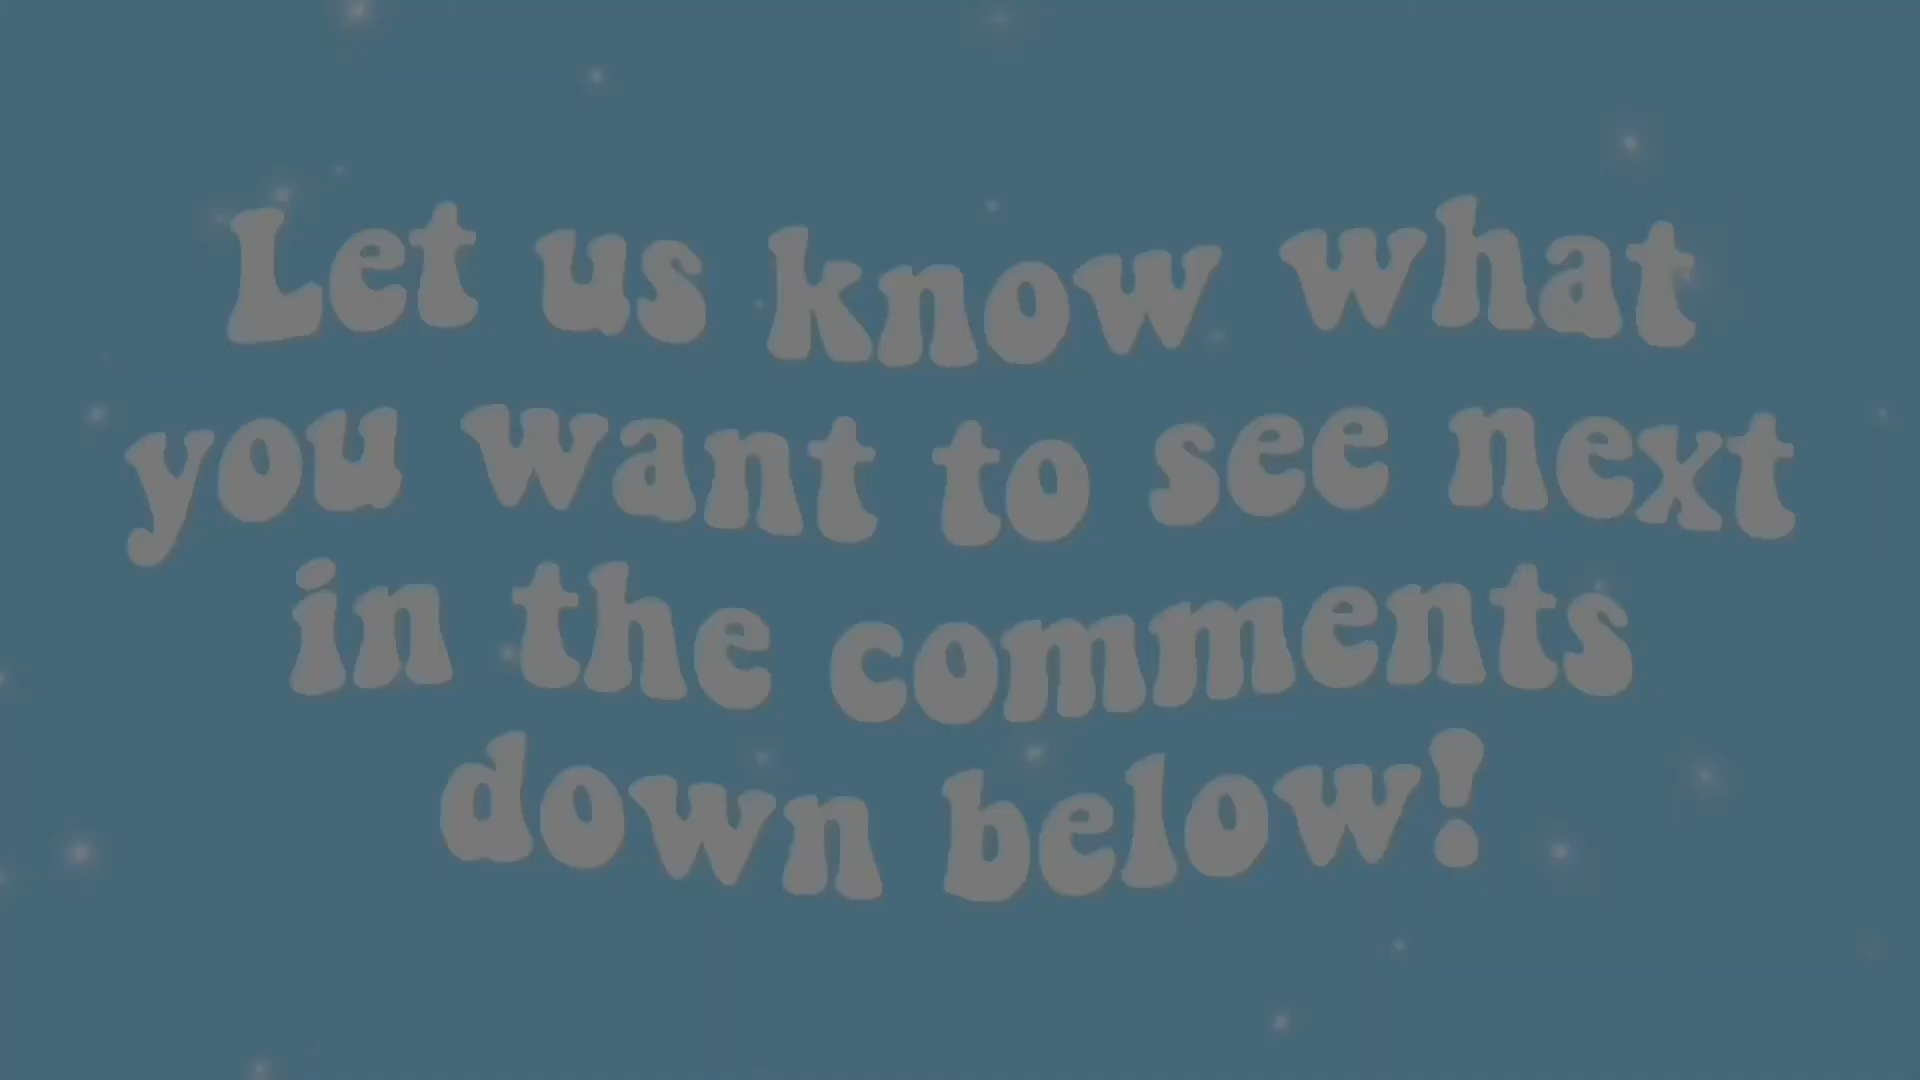 Let us know what
you want to see next
in the comments
down below!